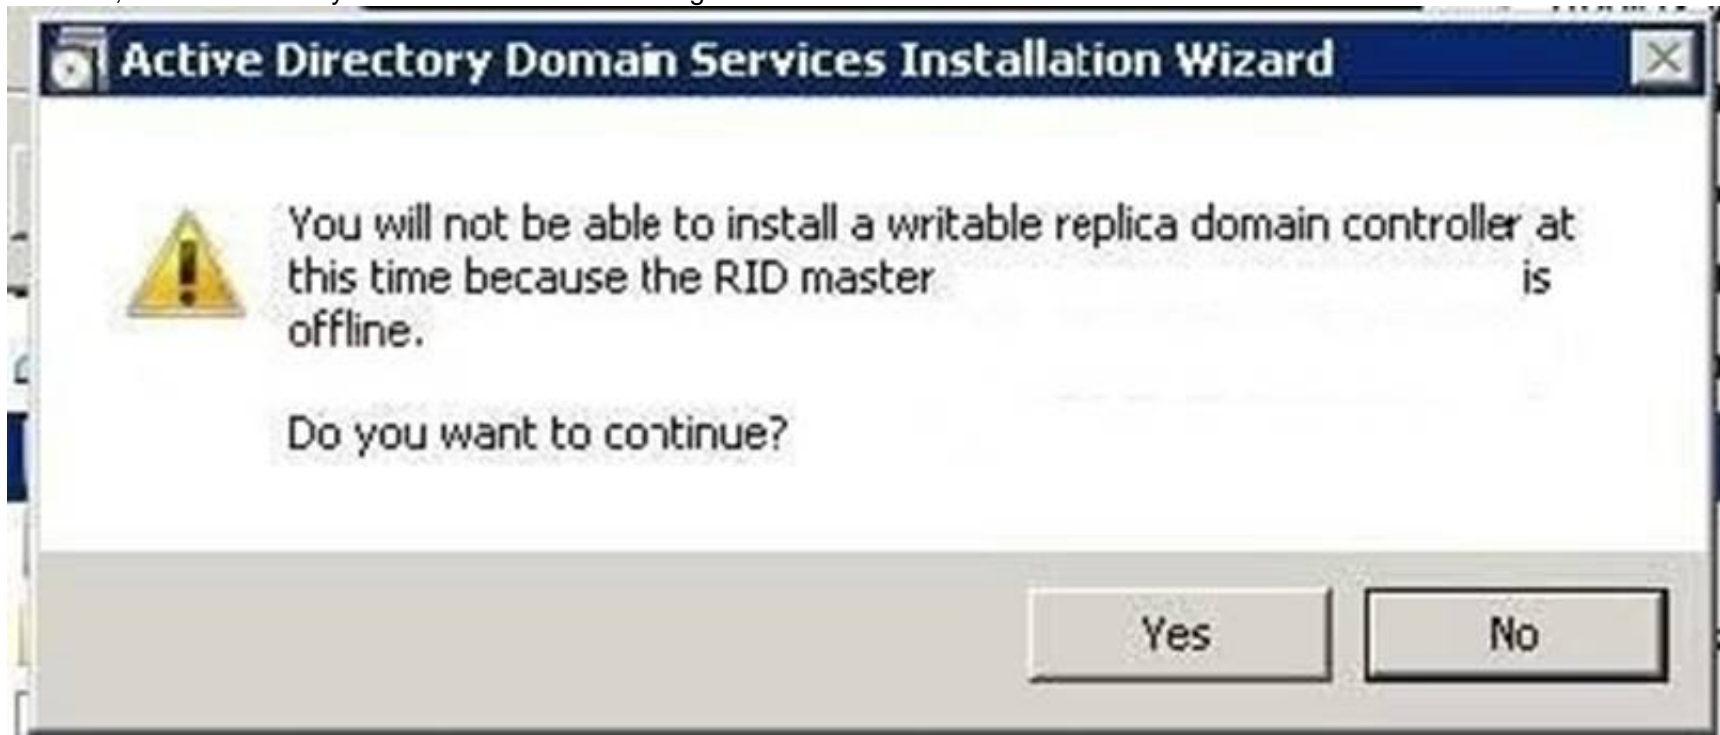 Active Directory Domain Services Installation Wizard
You will not be able to install a writable replica domain controller at
this time because the RID master is
offline.
Do you want to continue?
Yes No